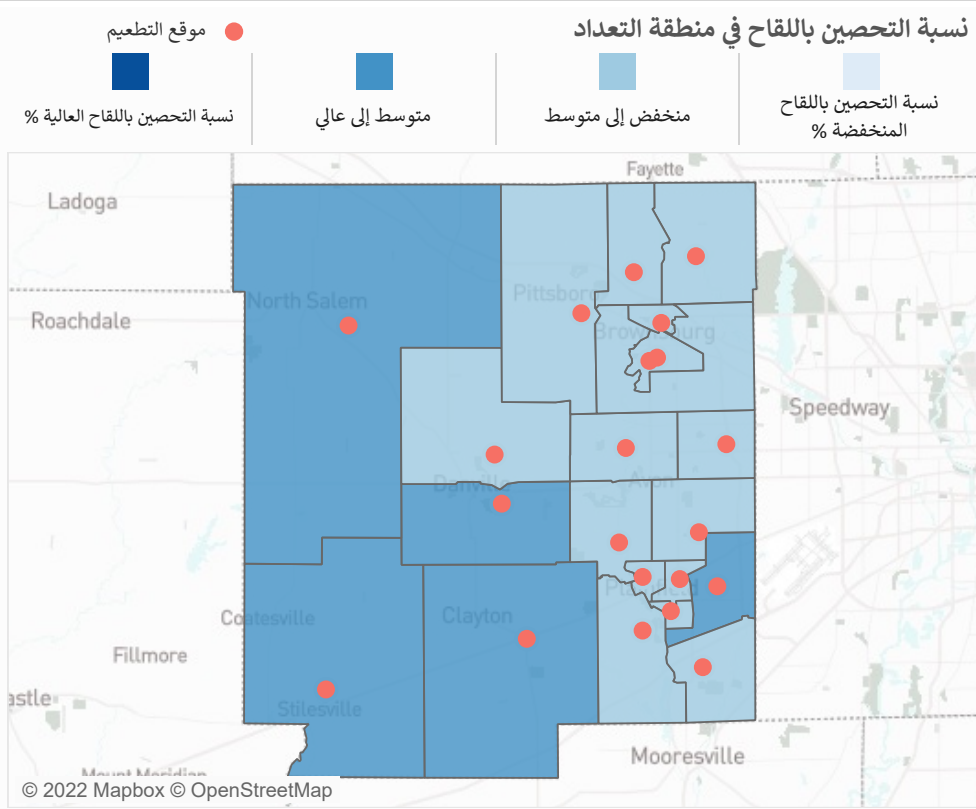 نسبة التحصين باللقاح في منطقة التعداد
موقع التطعيم
نسبة التحصين باللقاح
المنخفضة %
منخفض إلى متوسط
متوسط إلى عالي
نسبة التحصين باللقاح العالية %
Fayette
Ladoga
North Salem
Pittsboro
Roachdale
Brownsburg
Speedway
Danville
Avon
Plainfield
Coatesville
Clayton
Fillmore
astle
Stilesville
Mooresville
Mount Meridian
© 2022 Mapbox © OpenStreetMap